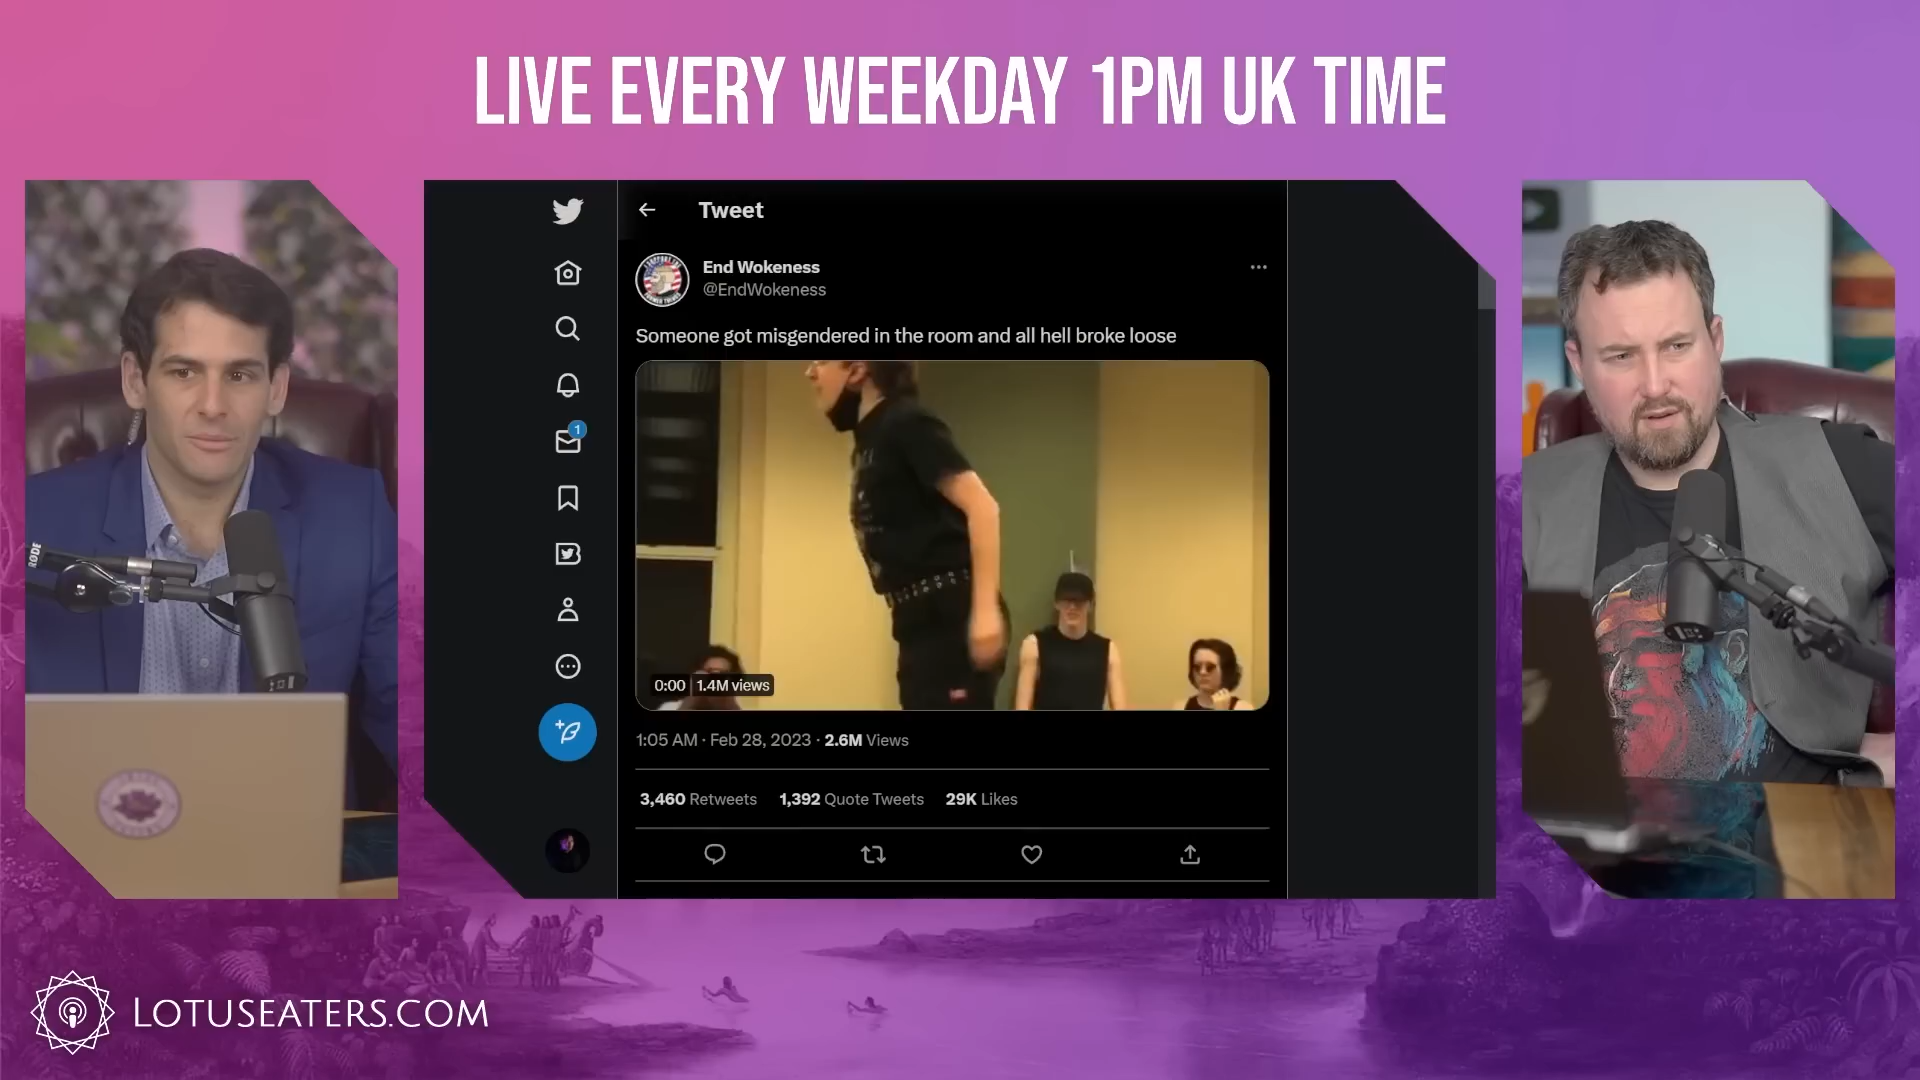 LIVE EVERY WEEKDAY 1PM UK TIME
Tweet
End Wokeness
@EndWokeness
Someone got misgendered in the room and all hell broke loose
1
0:00 1.4M views
1:05 AM · Feb 28, 2023 · 2.6M Views
3,460 Retweets 1,392 Quote Tweets 29K Likes
RODE
LOTUSEATERS.COM